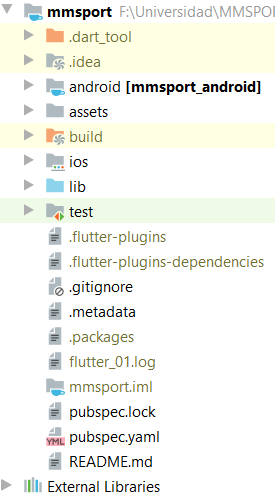 mmsport F:\Universidad\MMSPO
.dart_tool
.idea
android [mmsport_android]
assets
build
ios
lib
test
.flutter-plugins
.flutter-plugins-dependencies
.gitignore
.metadata
.packages
flutter_01.log
mmsport.iml
pubspec.lock
YML pubspec.yaml
README.md
External Libraries